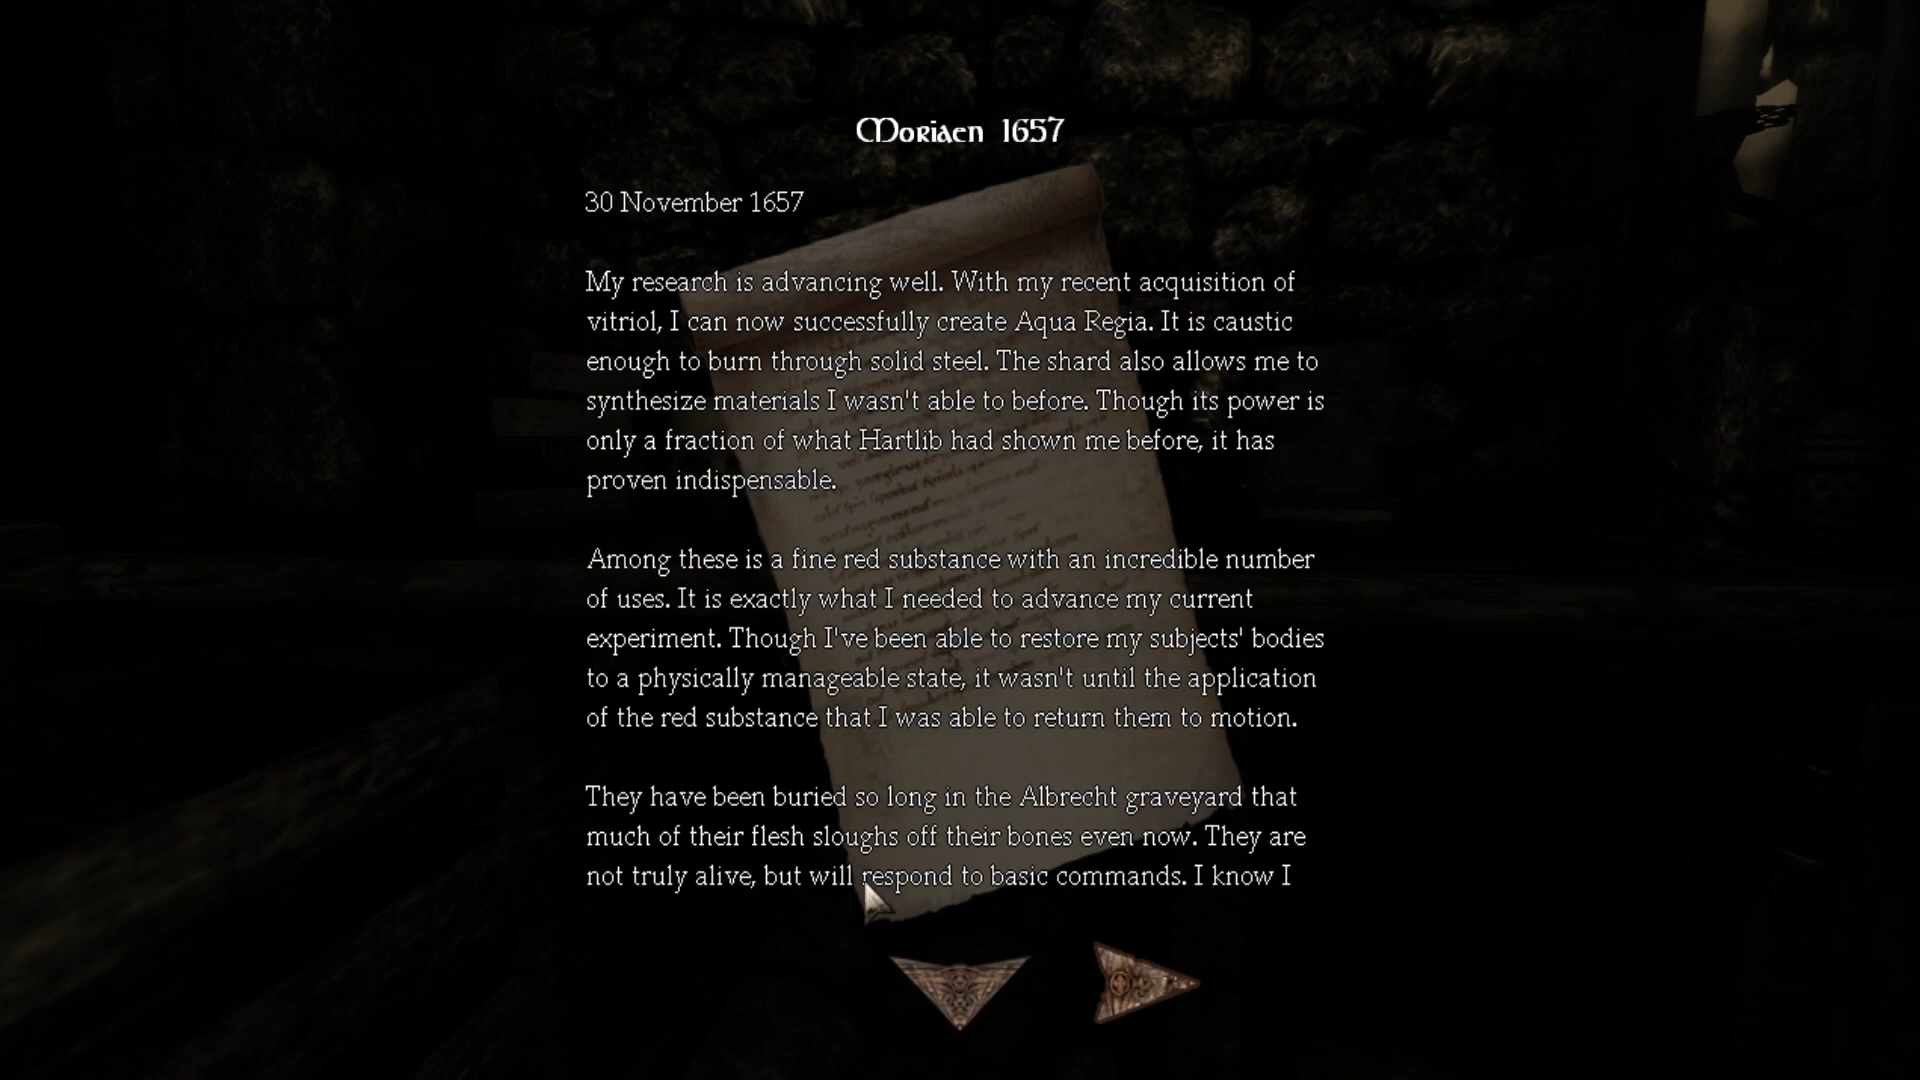 Moriaen 1657
30 November 1657
My research is advancing well. With my recent acquisition of
vitriol, I can now successfully create Aqua Regia. It is caustic
enough to burn through solid steel. The shard also allows me to
synthesize materials I wasn't able to before. Though its power is
only a fraction of what Hartlib had shown me before, it has
proven indispensable.
Among these is a fine red substance with an incredible number
of uses. It is exactly what I needed to advance my current
experiment. Though I've been able to restore my subjects' bodies
to a physically manageable state, it wasn't until the application
of the red substance that I was able to return them to motion.
They have been buried so long in the Albrecht graveyard that
much of their flesh sloughs off their bones even now. They are
not truly alive, but will respond to basic commands. I know I